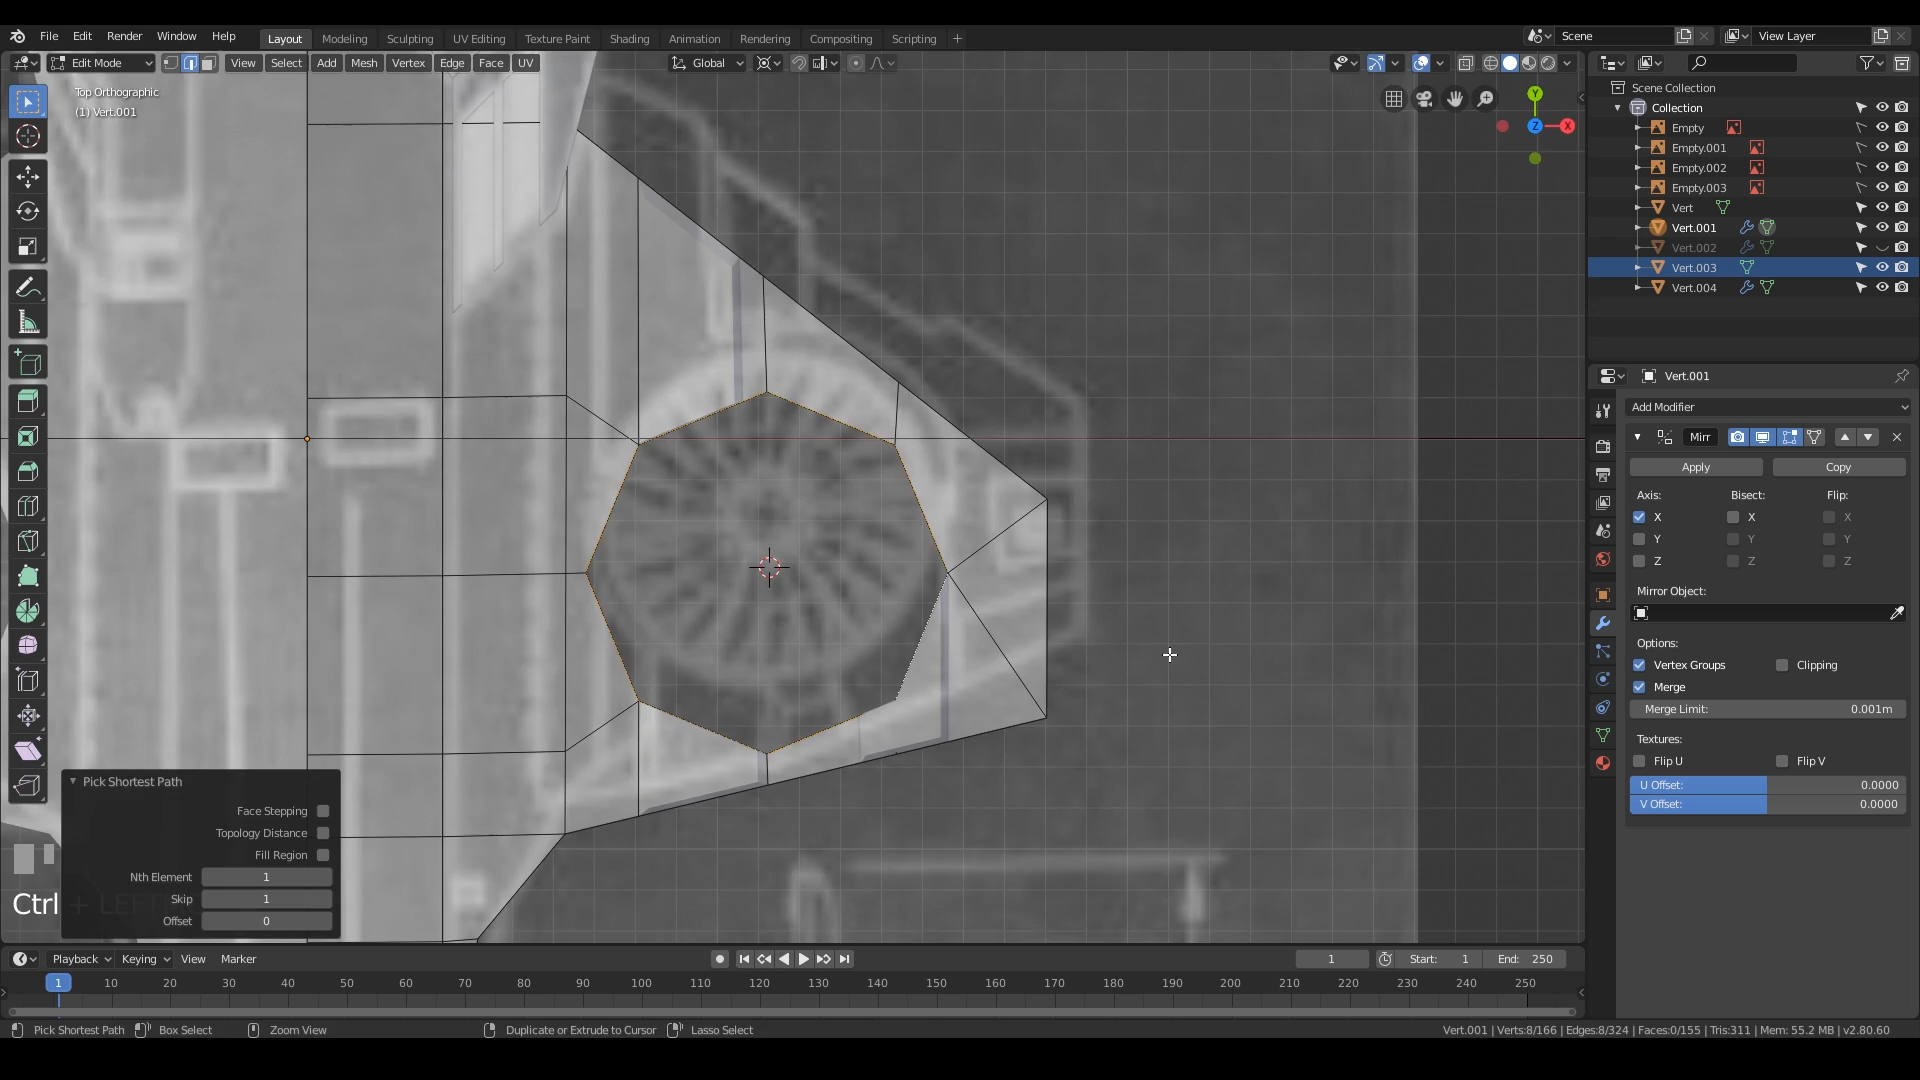 File Edit Render Window Help Layout Modeling Sculpting UV Editing Texture Paint Shading Animation Rendering Compositing Scripting + Scene View Layer
Edit Mode View Select Add Mesh Vertex Edge Face UV Global
Top Orthographic
(1) Vert.001
Y
Z X
Scene Collection
Collection
Empty
Empty.001
Empty.002
Empty.003
Vert
Vert.001
Vert.002
Vert.003
Vert.004
Vert.001
Add Modifier
Mirr
Apply Copy
Axis: Bisect: Flip:
X X X
Y Y Y
Z Z Z
Mirror Object:
Options:
Vertex Groups Clipping
Merge
Merge Limit: 0.001m
Textures:
Flip U Flip V
U Offset: 0.0000
V Offset: 0.0000
Pick Shortest Path
Face Stepping
Topology Distance
Fill Region
Nth Element 1
Skip 1
Offset 0
Ctrl +
Playback Keying View Marker 1 Start: 1 End: 250
1 10 20 30 40 50 60 70 80 90 100 110 120 130 140 150 160 170 180 190 200 210 220 230 240 250
Pick Shortest Path Box Select Zoom View Duplicate or Extrude to Cursor Lasso Select Vert.001 | Verts:8/166 | Edges:8/324 | Faces:0/155 | Tris:311 | Mem: 55.2 MB | v2.80.60